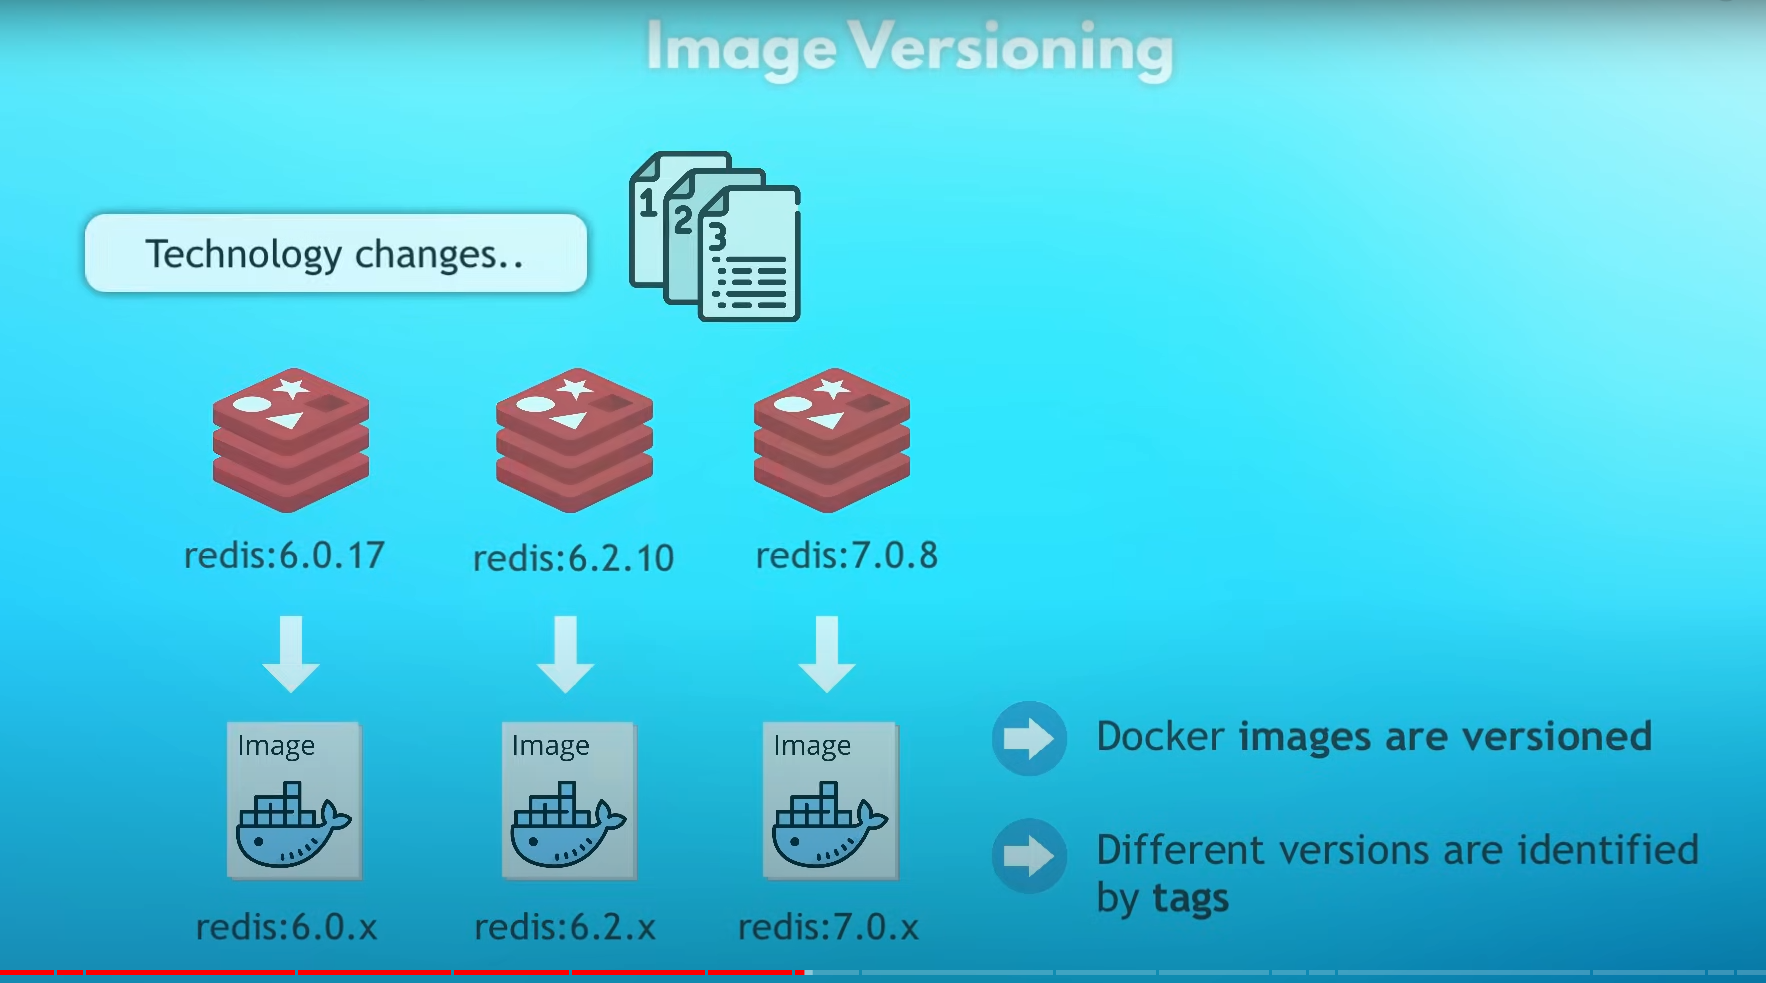 Image Versioning
Technology changes..
1
2
3
redis:6.0.17
redis:6.2.10
redis:7.0.8
Image
Image
Image
redis:6.0.x
redis:6.2.x
redis:7.0.x
Docker images are versioned
Different versions are identified
by tags